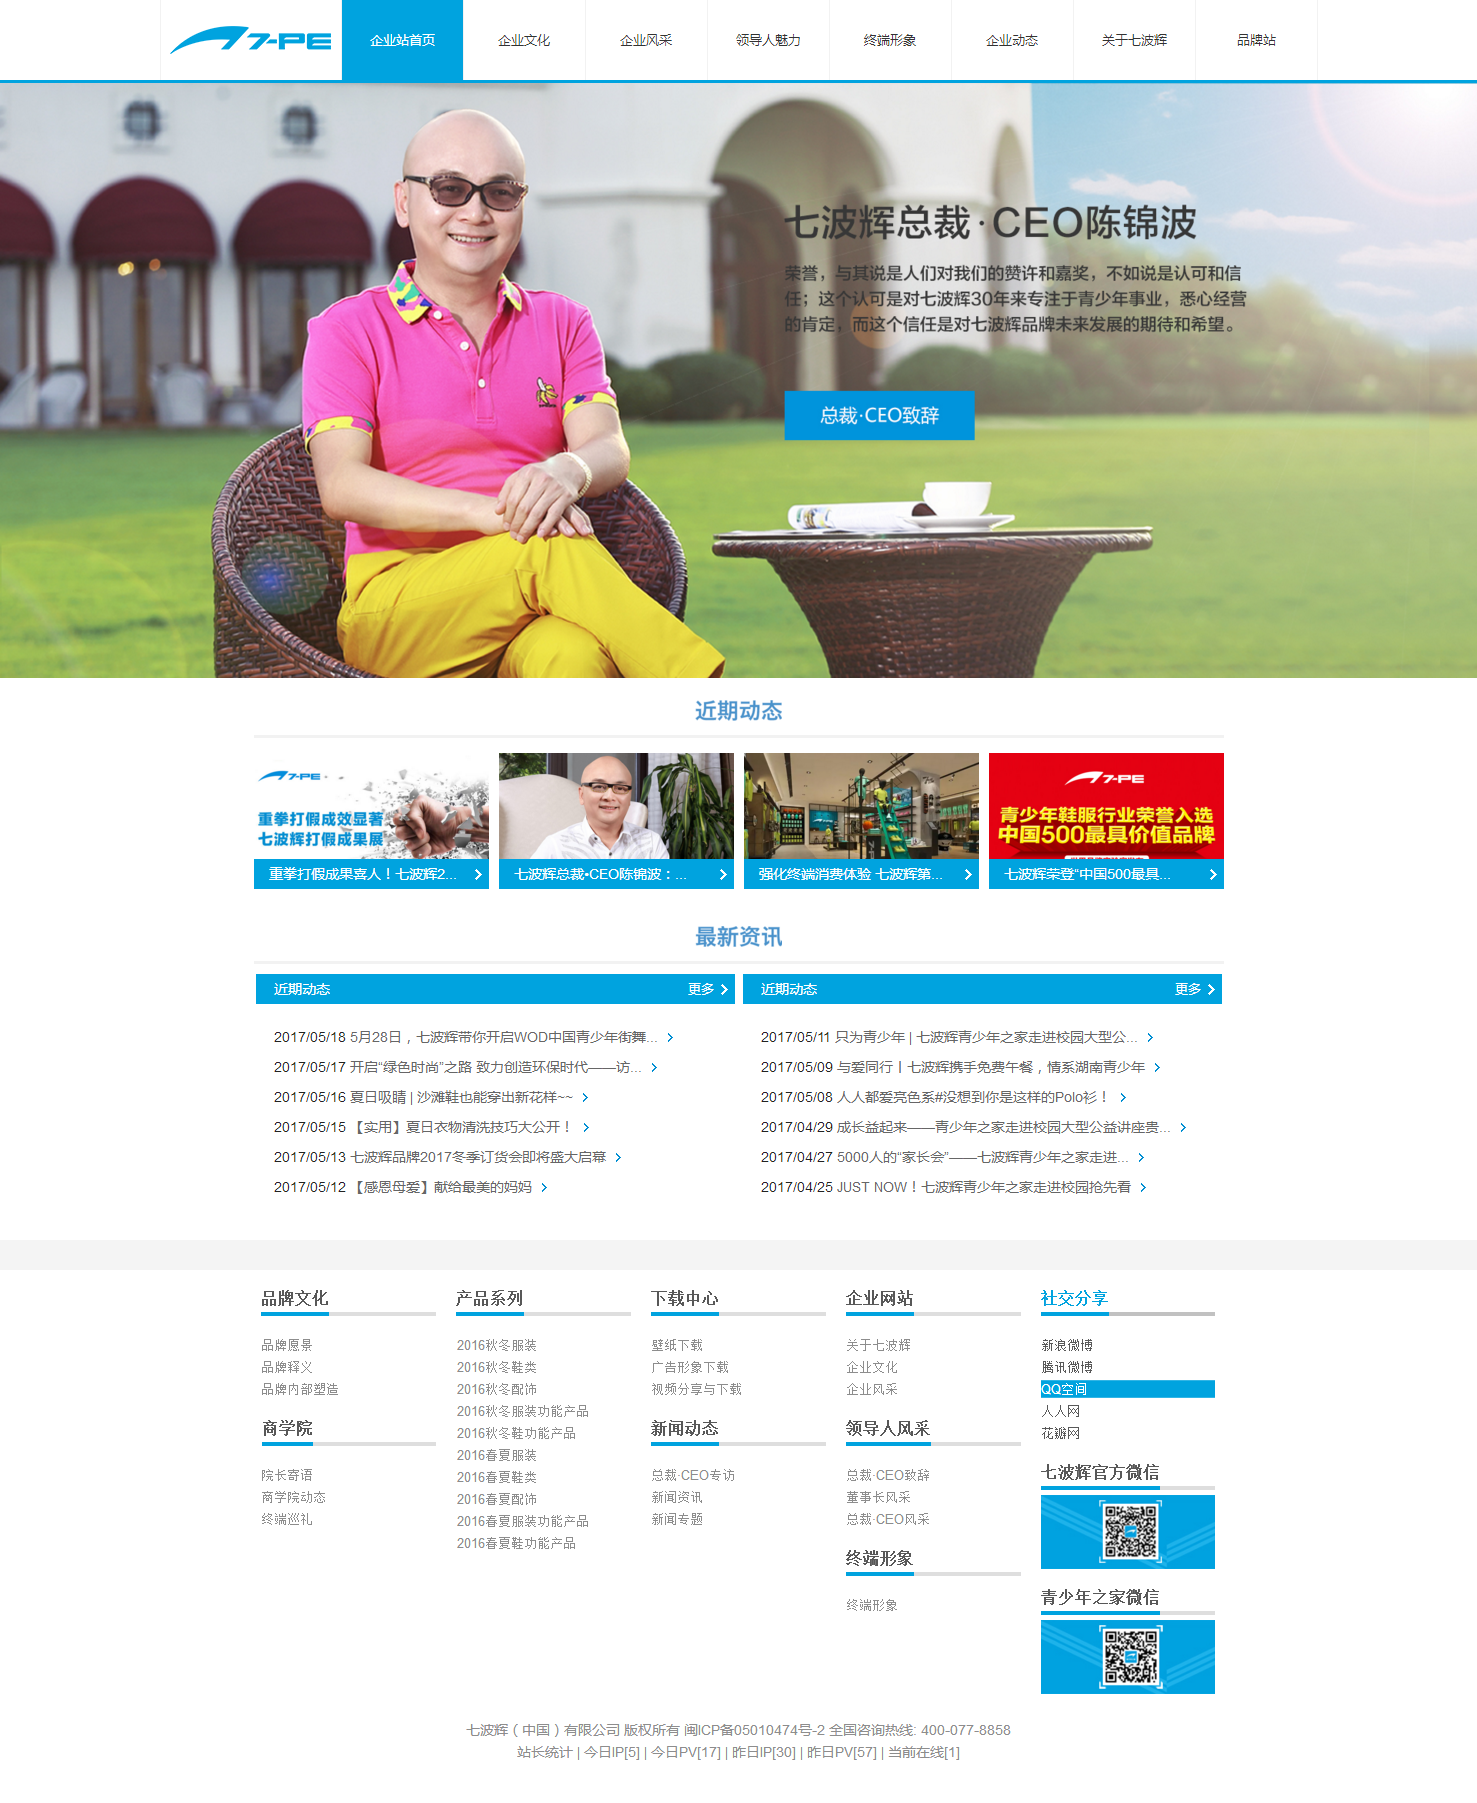 7-PE
企业站首页
企业文化
企业风采
领导人魅力
终端形象
企业动态
关于七波辉
品牌站
七波辉总裁·CEO陈锦波
荣誉，与其说是人们对我们的赞许和嘉奖，不如说是认可和信
任；这个认可是对七波辉30年来专注于青少年事业，悉心经营
的肯定，而这个信任是对七波辉品牌未来发展的期待和希望。
总裁·CEO致辞
近期动态
7-PE
重拳打假成效显著
七波辉打假成果展
7-PE
青少年鞋服行业荣誉入选
中国500最具价值品牌
重拳打假成果喜人！七波辉2...
七波辉总裁•CEO陈锦波：...
强化终端消费体验 七波辉第...
七波辉荣登“中国500最具...
最新资讯
近期动态 更多
2017/05/18 5月28日，七波辉带你开启WOD中国青少年街舞...
2017/05/17 开启“绿色时尚”之路 致力创造环保时代——访...
2017/05/16 夏日吸睛 | 沙滩鞋也能穿出新花样~~
2017/05/15 【实用】夏日衣物清洗技巧大公开！
2017/05/13 七波辉品牌2017冬季订货会即将盛大启幕
2017/05/12 【感恩母爱】献给最美的妈妈
近期动态 更多
2017/05/11 只为青少年 | 七波辉青少年之家走进校园大型公...
2017/05/09 与爱同行丨七波辉携手免费午餐，情系湖南青少年
2017/05/08 人人都爱亮色系#没想到你是这样的Polo衫！
2017/04/29 成长益起来——青少年之家走进校园大型公益讲座贵...
2017/04/27 5000人的“家长会”——七波辉青少年之家走进...
2017/04/25 JUST NOW！七波辉青少年之家走进校园抢先看
品牌文化
品牌愿景
品牌释义
品牌内部塑造
商学院
院长寄语
商学院动态
终端巡礼
产品系列
2016秋冬服装
2016秋冬鞋类
2016秋冬配饰
2016秋冬服装功能产品
2016秋冬鞋功能产品
2016春夏服装
2016春夏鞋类
2016春夏配饰
2016春夏服装功能产品
2016春夏鞋功能产品
下载中心
壁纸下载
广告形象下载
视频分享与下载
新闻动态
总裁·CEO专访
新闻资讯
新闻专题
企业网站
关于七波辉
企业文化
企业风采
领导人风采
总裁·CEO致辞
董事长风采
总裁·CEO风采
终端形象
终端形象
社交分享
新浪微博
腾讯微博
QQ空间
人人网
花瓣网
七波辉官方微信
青少年之家微信
七波辉（中国）有限公司 版权所有 闽ICP备05010474号-2 全国咨询热线: 400-077-8858
站长统计 | 今日IP[5] | 今日PV[17] | 昨日IP[30] | 昨日PV[57] | 当前在线[1]